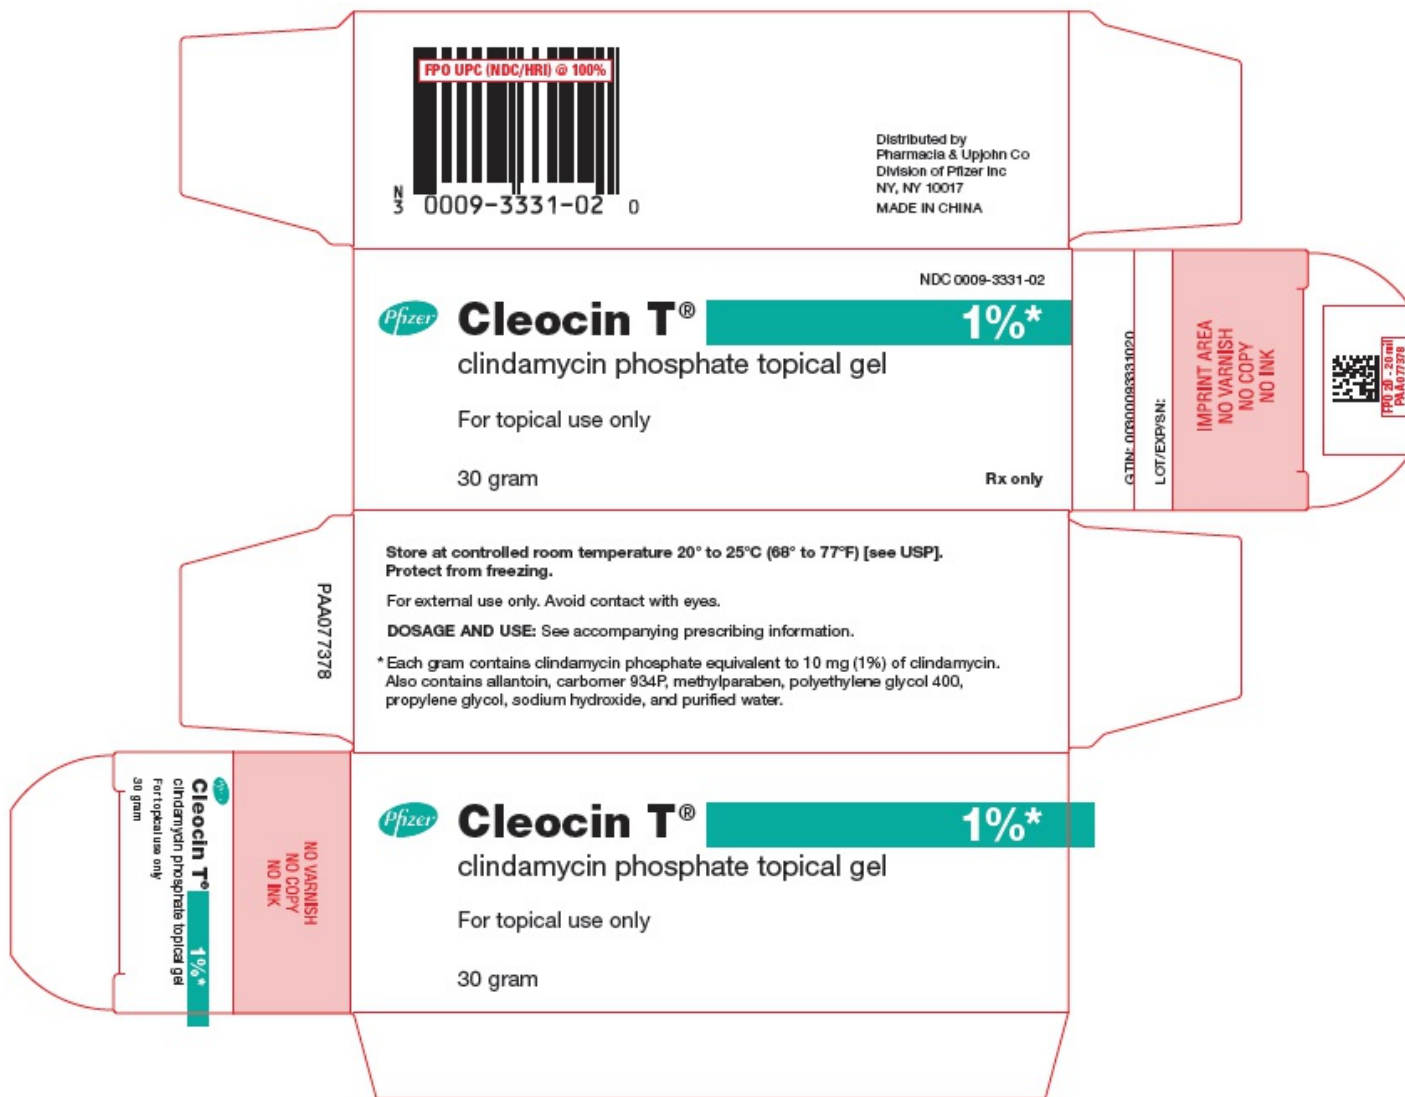 FPO UPC (NDC/HRI) @ 100%
N
3 0009-3331-02 0
Distributed by
Pharmacia & Upjohn Co
Division of Pfizer Inc
NY, NY 10017
MADE IN CHINA
NDC 0009-3331-02
Pfizer
Cleocin T® 1%*
clindamycin phosphate topical gel
For topical use only
30 gram
Rx only
GTIN: 00300093331020
LOT/EXP/SN:
IMPRINT AREA
NO VARNISH
NO COPY
NO INK
FPO 2D - 20 mil
PAA077378
Store at controlled room temperature 20° to 25°C (68° to 77°F) [see USP].
Protect from freezing.
For external use only. Avoid contact with eyes.
DOSAGE AND USE: See accompanying prescribing information.
* Each gram contains clindamycin phosphate equivalent to 10 mg (1%) of clindamycin.
Also contains allantoin, carbomer 934P, methylparaben, polyethylene glycol 400,
propylene glycol, sodium hydroxide, and purified water.
PAA077378
Pfizer
Cleocin T® 1%*
clindamycin phosphate topical gel
For topical use only
30 gram
NO VARNISH
NO COPY
NO INK
Pfizer
Cleocin T® 1%*
clindamycin phosphate topical gel
For topical use only
30 gram